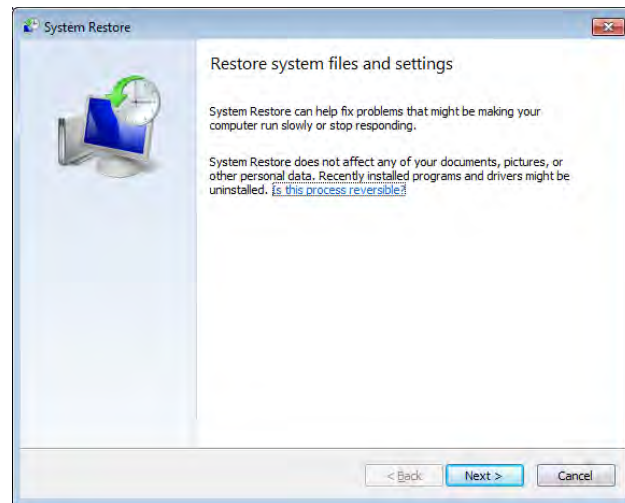 System Restore
Restore system files and settings
System Restore can help fix problems that might be making your
computer run slowly or stop responding.
System Restore does not affect any of your documents, pictures, or
other personal data. Recently installed programs and drivers might be
uninstalled. Is this process reversible?
< Back
Next >
Cancel